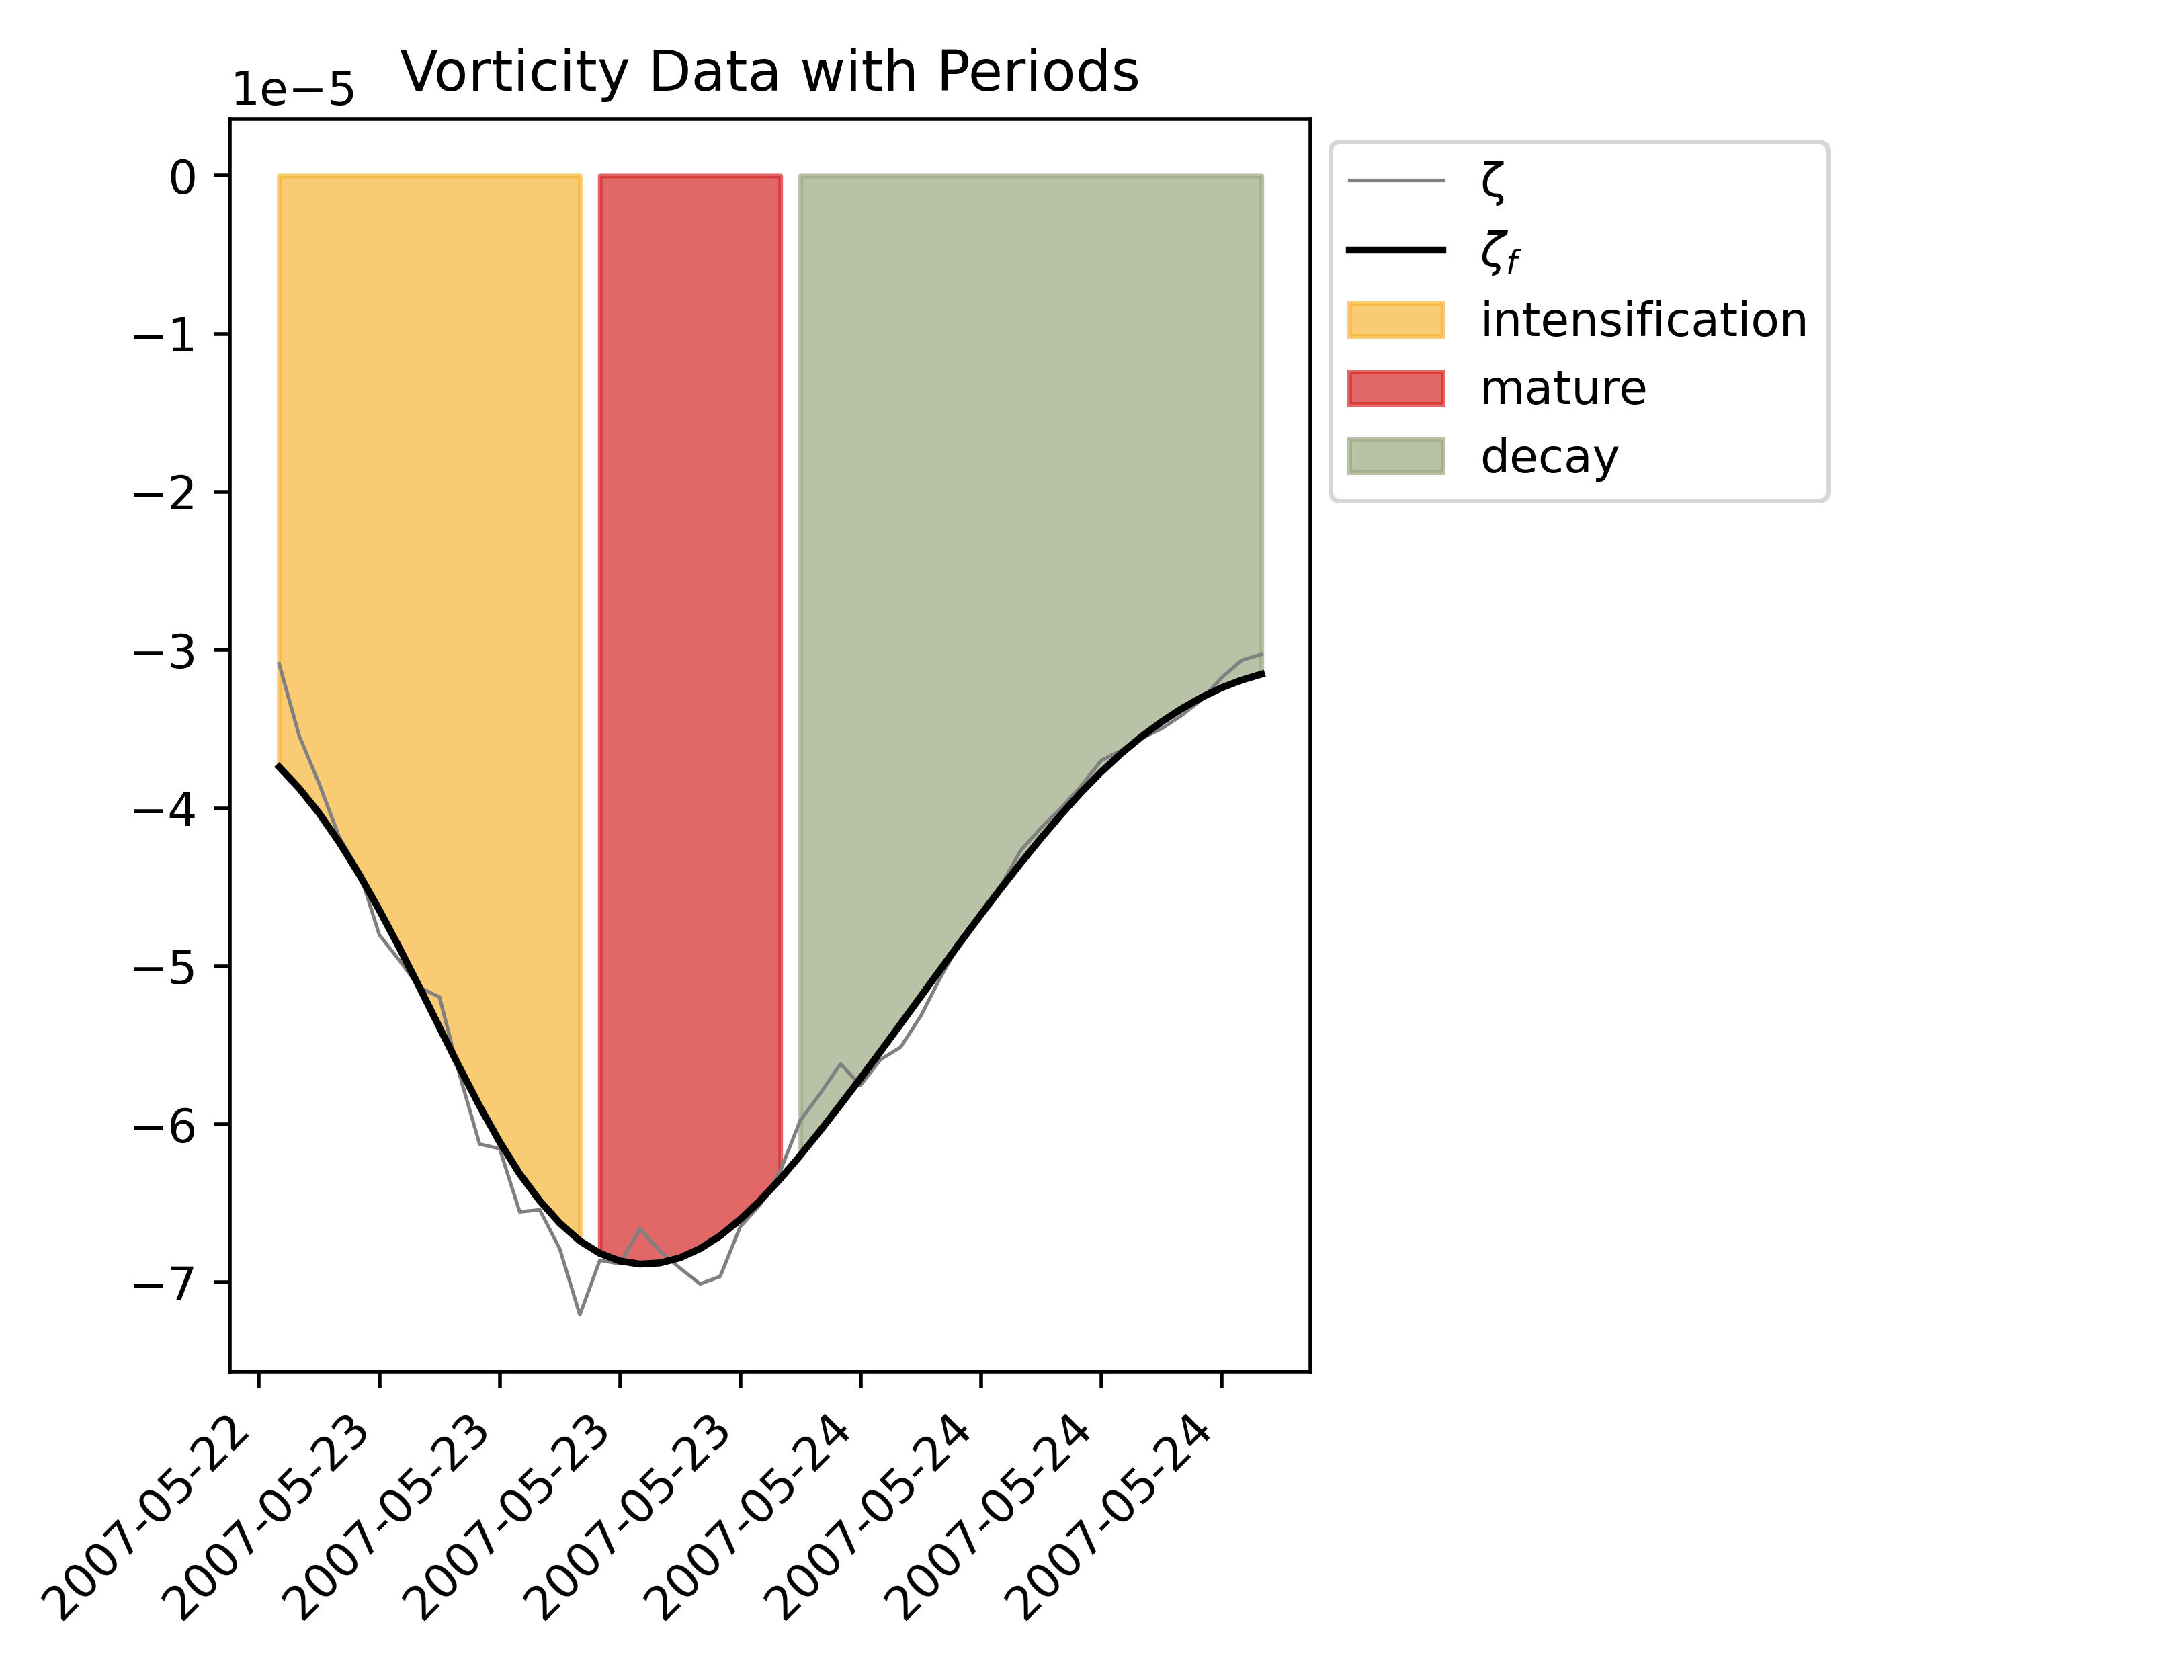 Vorticity Data with Periods
1e−5
0
−1
−2
−3
−4
−5
−6
−7
2007-05-22
2007-05-23
2007-05-23
2007-05-23
2007-05-23
2007-05-24
2007-05-24
2007-05-24
2007-05-24
ζ
ζf
intensification
mature
decay